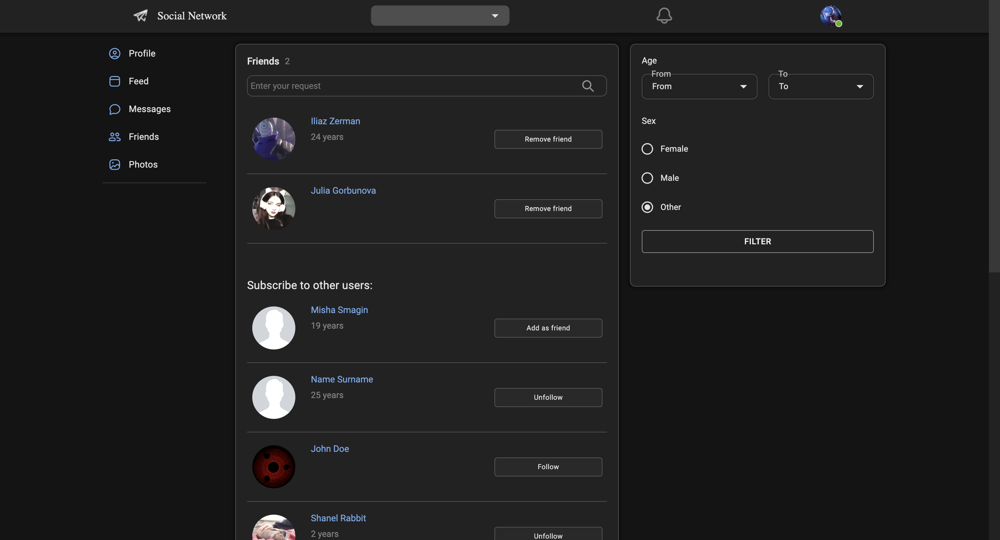 Social Network
Profile
Feed
Messages
Friends
Photos
Friends 2
Enter your request
Iliaz Zerman
24 years
Remove friend
Julia Gorbunova
Remove friend
Subscribe to other users:
Misha Smagin
19 years
Add as friend
Name Surname
25 years
Unfollow
John Doe
Follow
Shanel Rabbit
2 years
Unfollow
Age
From
From
To
To
Sex
Female
Male
Other
FILTER